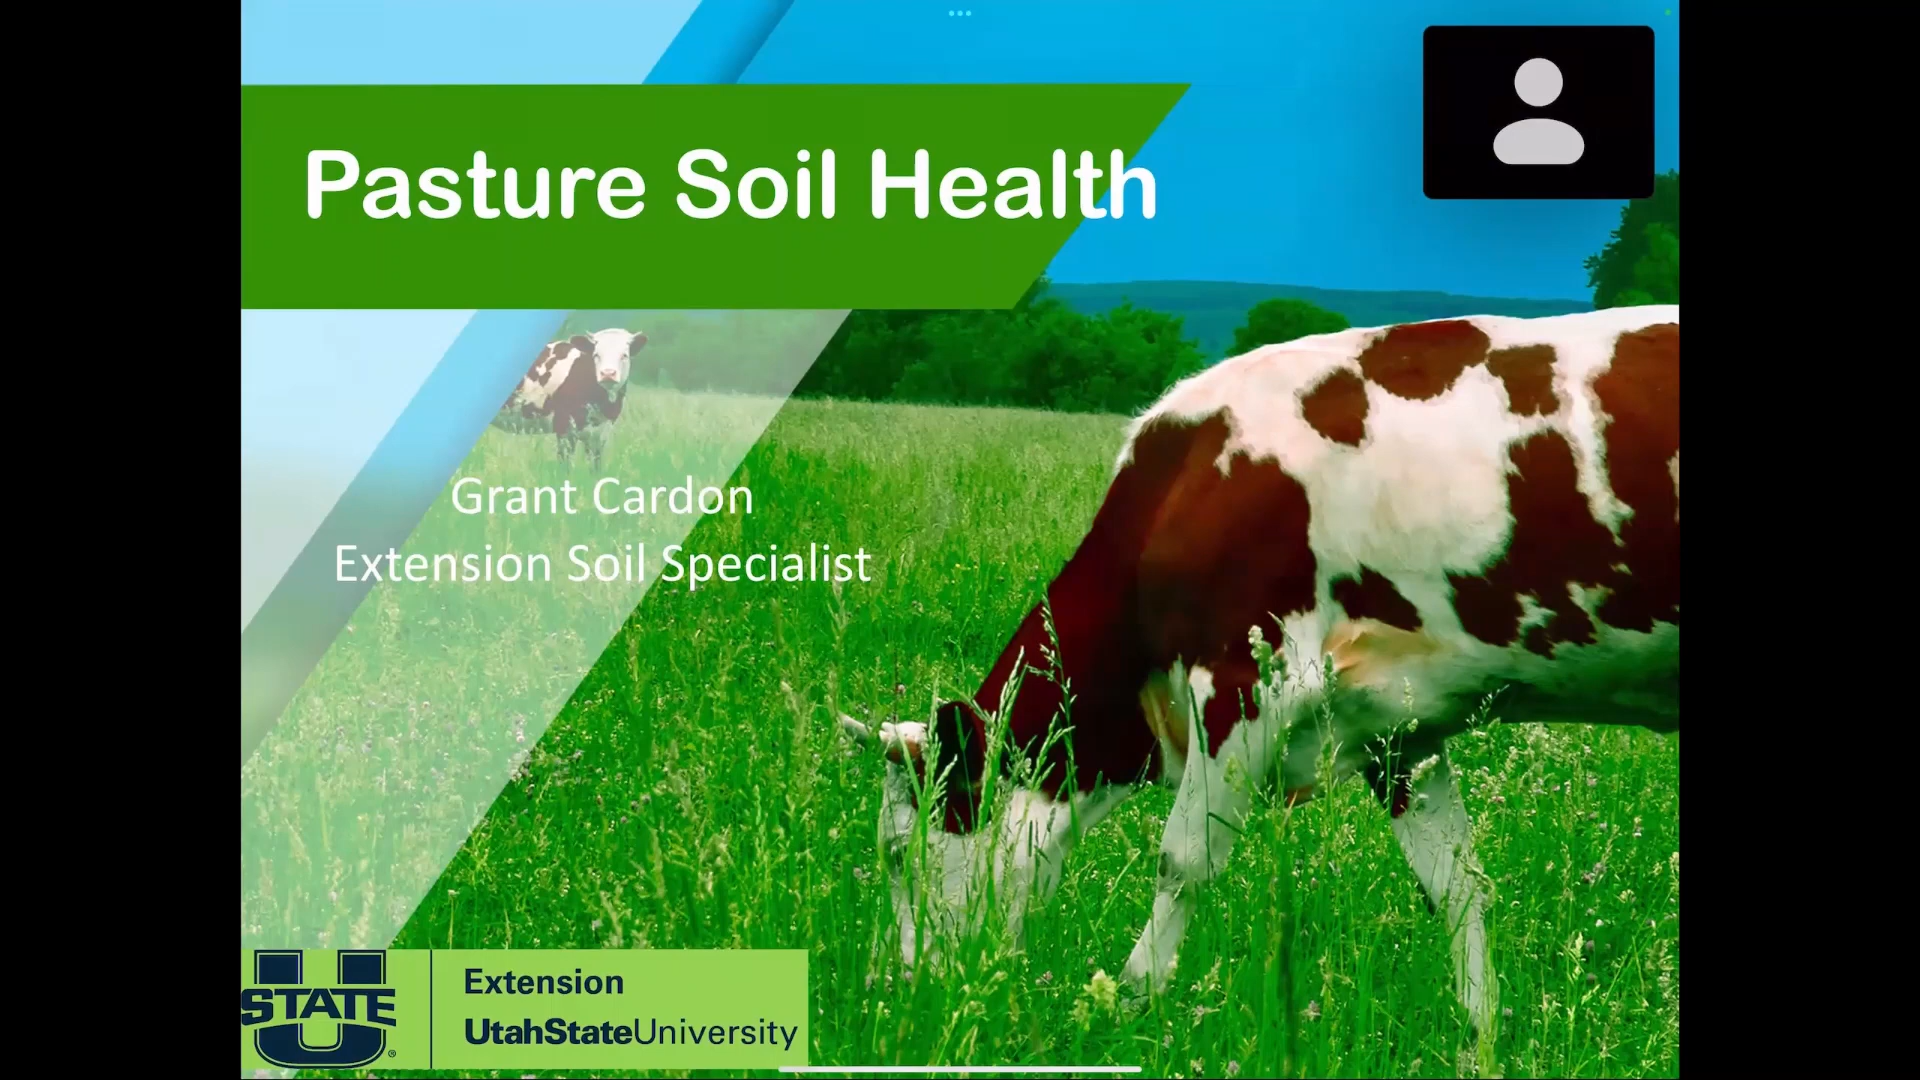 Pasture Soil Health
Grant Cardon
Extension Soil Specialist
U
STATE
®
Extension
UtahStateUniversity